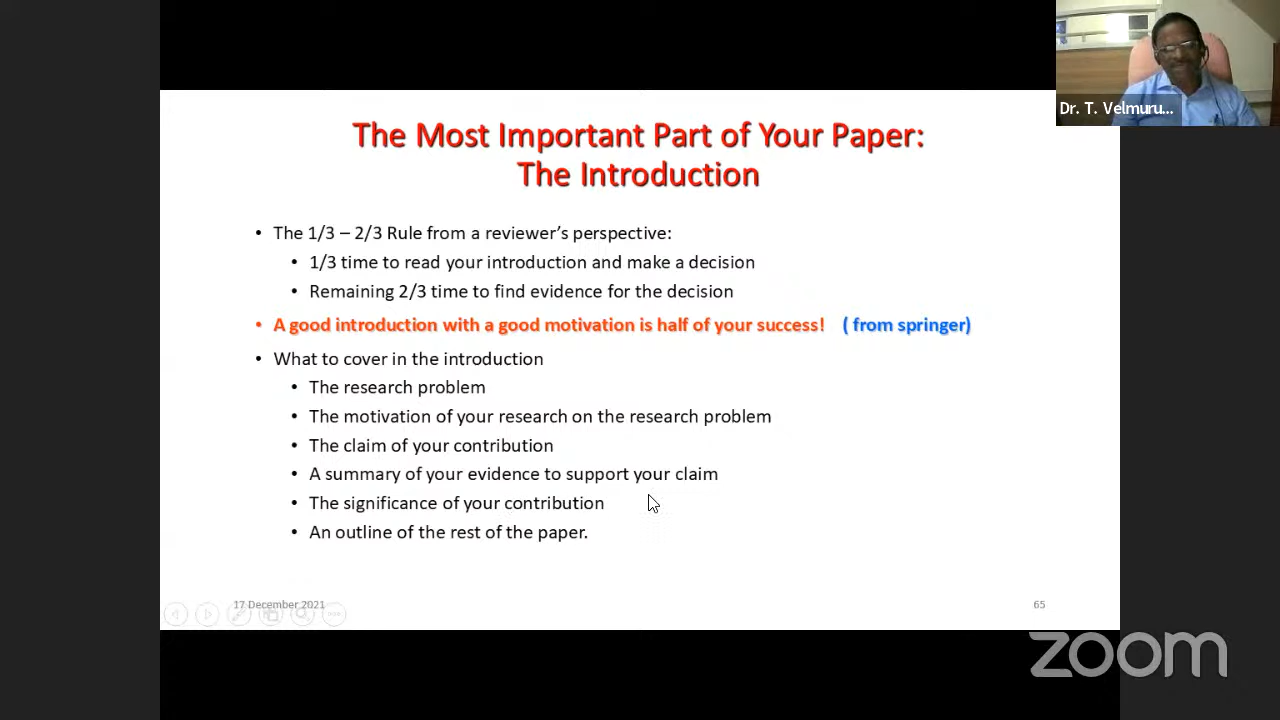 Dr. T. Velmuru...
The Most Important Part of Your Paper:
The Introduction
• The 1/3 – 2/3 Rule from a reviewer's perspective:
• 1/3 time to read your introduction and make a decision
• Remaining 2/3 time to find evidence for the decision
• A good introduction with a good motivation is half of your success! ( from springer)
• What to cover in the introduction
• The research problem
• The motivation of your research on the research problem
• The claim of your contribution
• A summary of your evidence to support your claim
• The significance of your contribution
• An outline of the rest of the paper.
17 December 2021
65
zoom